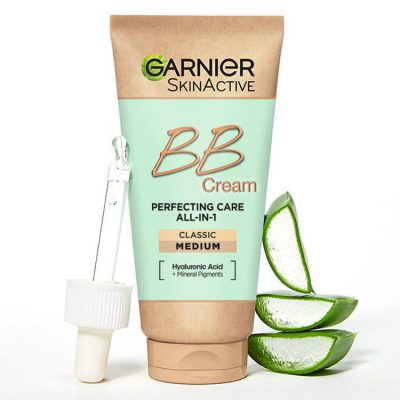 GARNIER
SKINACTIVE
BB
Cream
PERFECTING CARE
ALL-IN-1
CLASSIC
MEDIUM
Hyaluronic Acid
+ Mineral Pigments